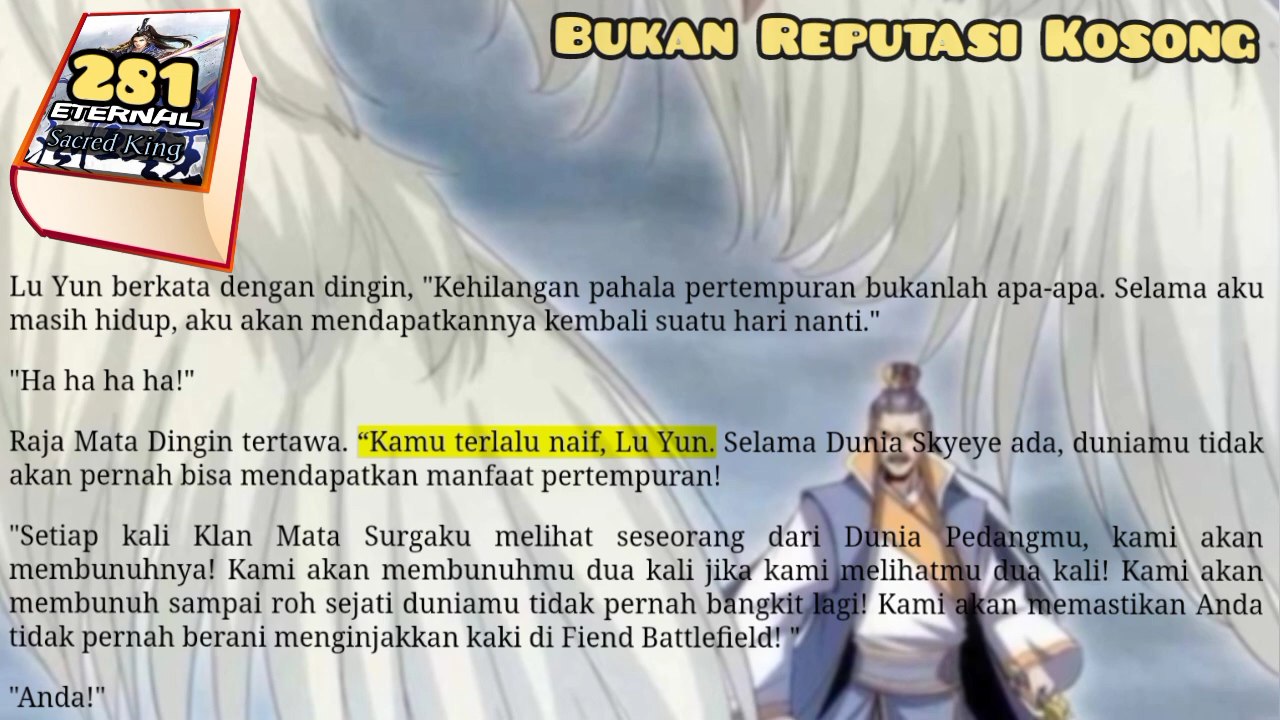 BUKAN REPUTASI KOSONG
281
ETERNAL
Sacred King
Lu Yun berkata dengan dingin, "Kehilangan pahala pertempuran bukanlah apa-apa. Selama aku
masih hidup, aku akan mendapatkannya kembali suatu hari nanti."
"Ha ha ha ha!"
Raja Mata Dingin tertawa. “Kamu terlalu naif, Lu Yun. Selama Dunia Skyeye ada, duniamu tidak
akan pernah bisa mendapatkan manfaat pertempuran!
"Setiap kali Klan Mata Surgaku melihat seseorang dari Dunia Pedangmu, kami akan
membunuhnya! Kami akan membunuhmu dua kali jika kami melihatmu dua kali! Kami akan
membunuh sampai roh sejati duniamu tidak pernah bangkit lagi! Kami akan memastikan Anda
tidak pernah berani menginjakkan kaki di Fiend Battlefield! "
"Anda!"